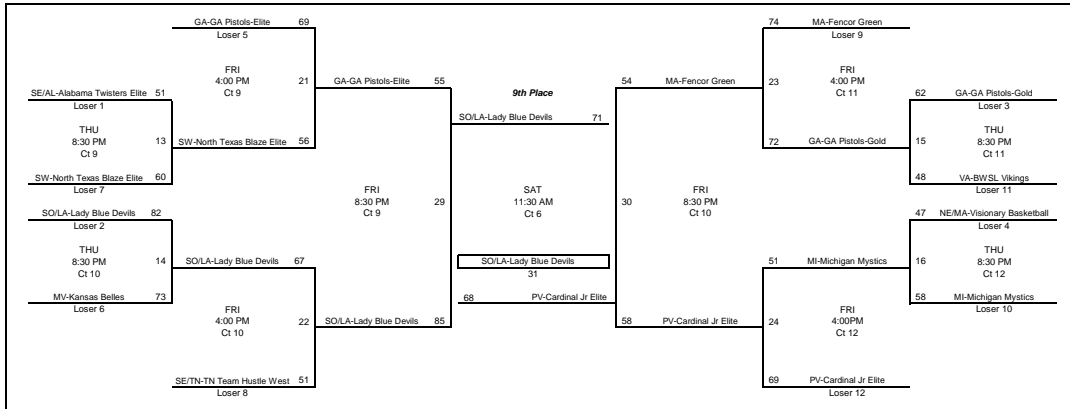 GA-GA Pistols-Elite 69
Loser 5
FRI
4:00 PM
Ct 9
21
SE/AL-Alabama Twisters Elite 51
Loser 1
THU
8:30 PM
Ct 9
13
SW-North Texas Blaze Elite 56
SW-North Texas Blaze Elite 60
Loser 7
GA-GA Pistols-Elite 55
SO/LA-Lady Blue Devils 82
Loser 2
THU
8:30 PM
Ct 10
14
SO/LA-Lady Blue Devils 67
MV-Kansas Belles 73
Loser 6
FRI
4:00 PM
Ct 10
22
SO/LA-Lady Blue Devils 85
SE/TN-TN Team Hustle West 51
Loser 8
FRI
8:30 PM
Ct 9
29
9th Place
SO/LA-Lady Blue Devils 71
SAT
11:30 AM
Ct 6
SO/LA-Lady Blue Devils
31
68 PV-Cardinal Jr Elite
54 MA-Fencor Green
30
FRI
8:30 PM
Ct 10
58 PV-Cardinal Jr Elite
74 MA-Fencor Green
Loser 9
23
FRI
4:00 PM
Ct 11
72 GA-GA Pistols-Gold
62 GA-GA Pistols-Gold
Loser 3
15
THU
8:30 PM
Ct 11
48 VA-BWSL Vikings
Loser 11
47 NE/MA-Visionary Basketball
Loser 4
51 MI-Michigan Mystics
16
THU
8:30 PM
Ct 12
58 MI-Michigan Mystics
Loser 10
24
FRI
4:00PM
Ct 12
69 PV-Cardinal Jr Elite
Loser 12